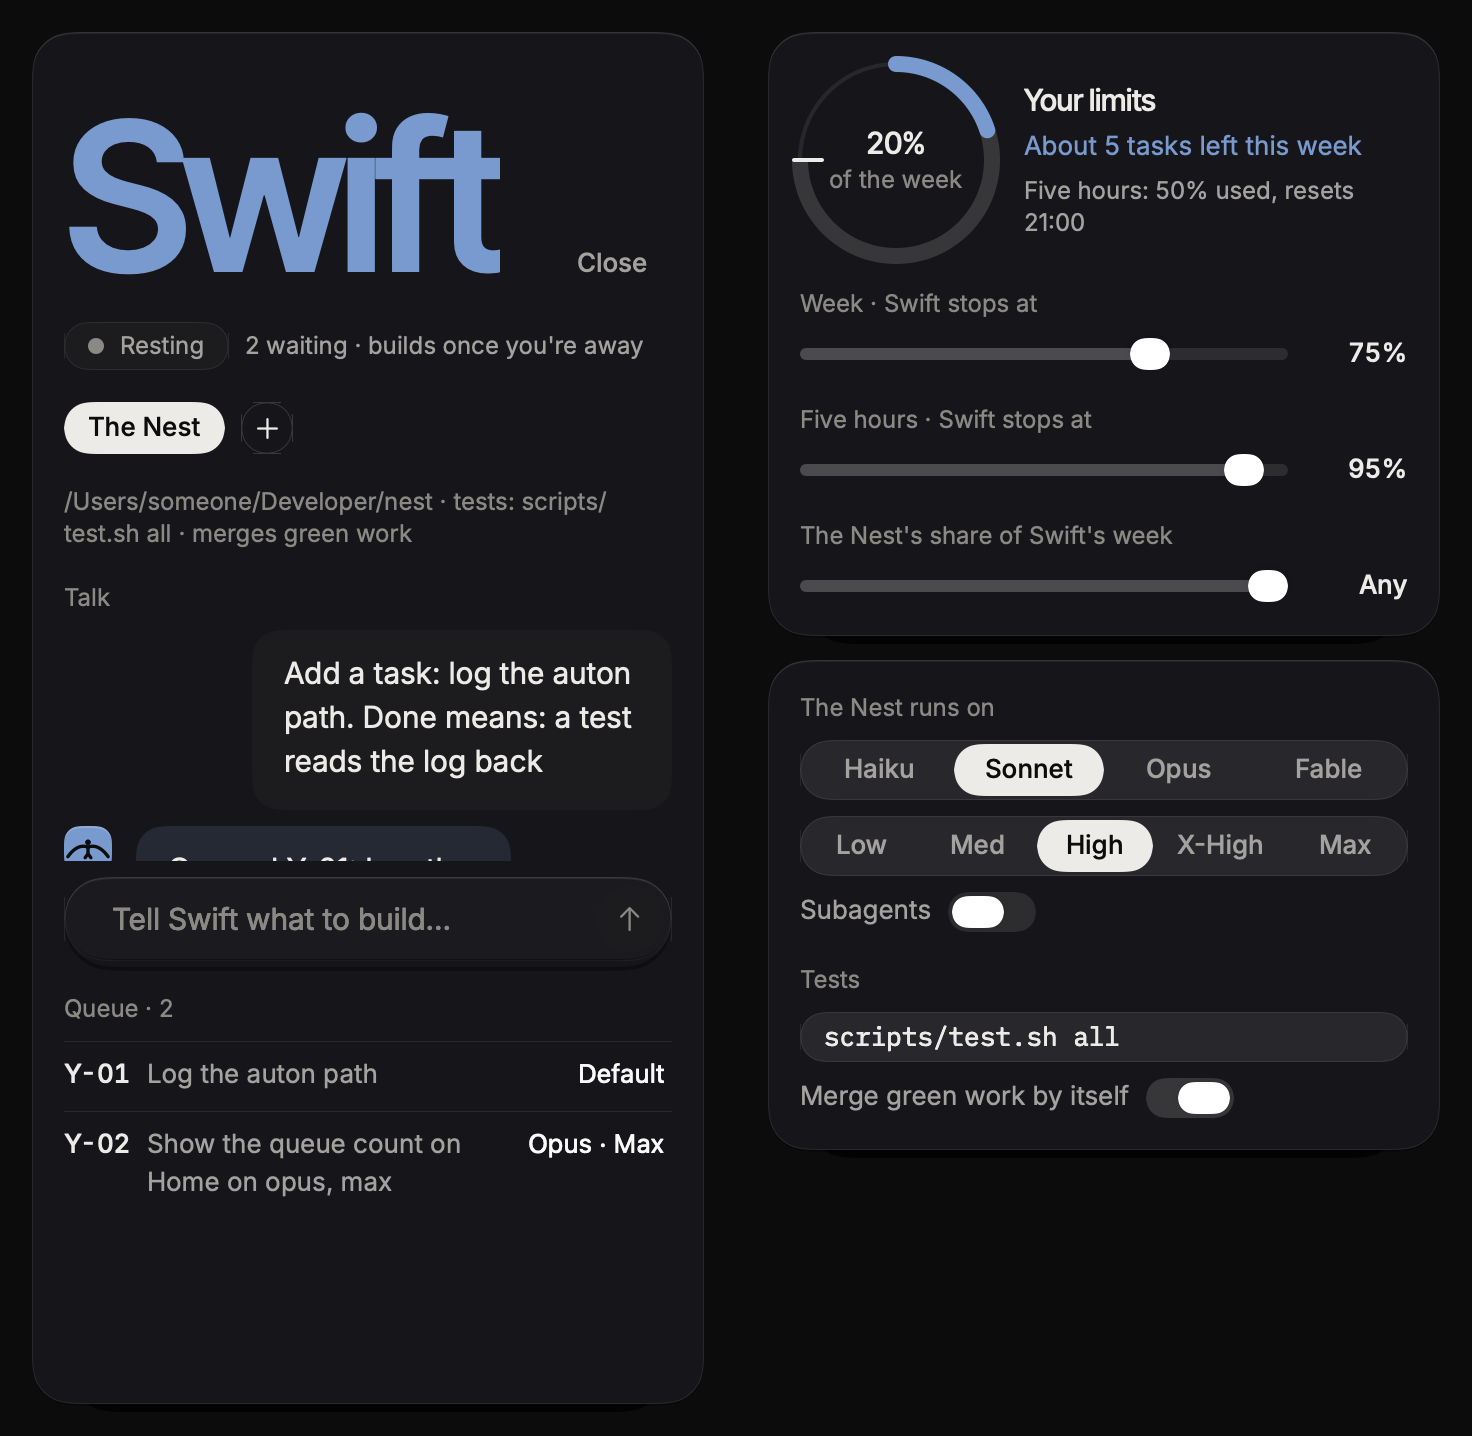 Swift
Close
Resting
2 waiting · builds once you're away
The Nest
/Users/someone/Developer/nest · tests: scripts/
test.sh all · merges green work
Talk
Add a task: log the auton
path. Done means: a test
reads the log back
Tell Swift what to build...
Queue · 2
Y-01 Log the auton path Default
Y-02 Show the queue count on Opus · Max
Home on opus, max
20%
of the week
Your limits
About 5 tasks left this week
Five hours: 50% used, resets
21:00
Week · Swift stops at
75%
Five hours · Swift stops at
95%
The Nest's share of Swift's week
Any
The Nest runs on
Haiku Sonnet Opus Fable
Low Med High X-High Max
Subagents
Tests
scripts/test.sh all
Merge green work by itself